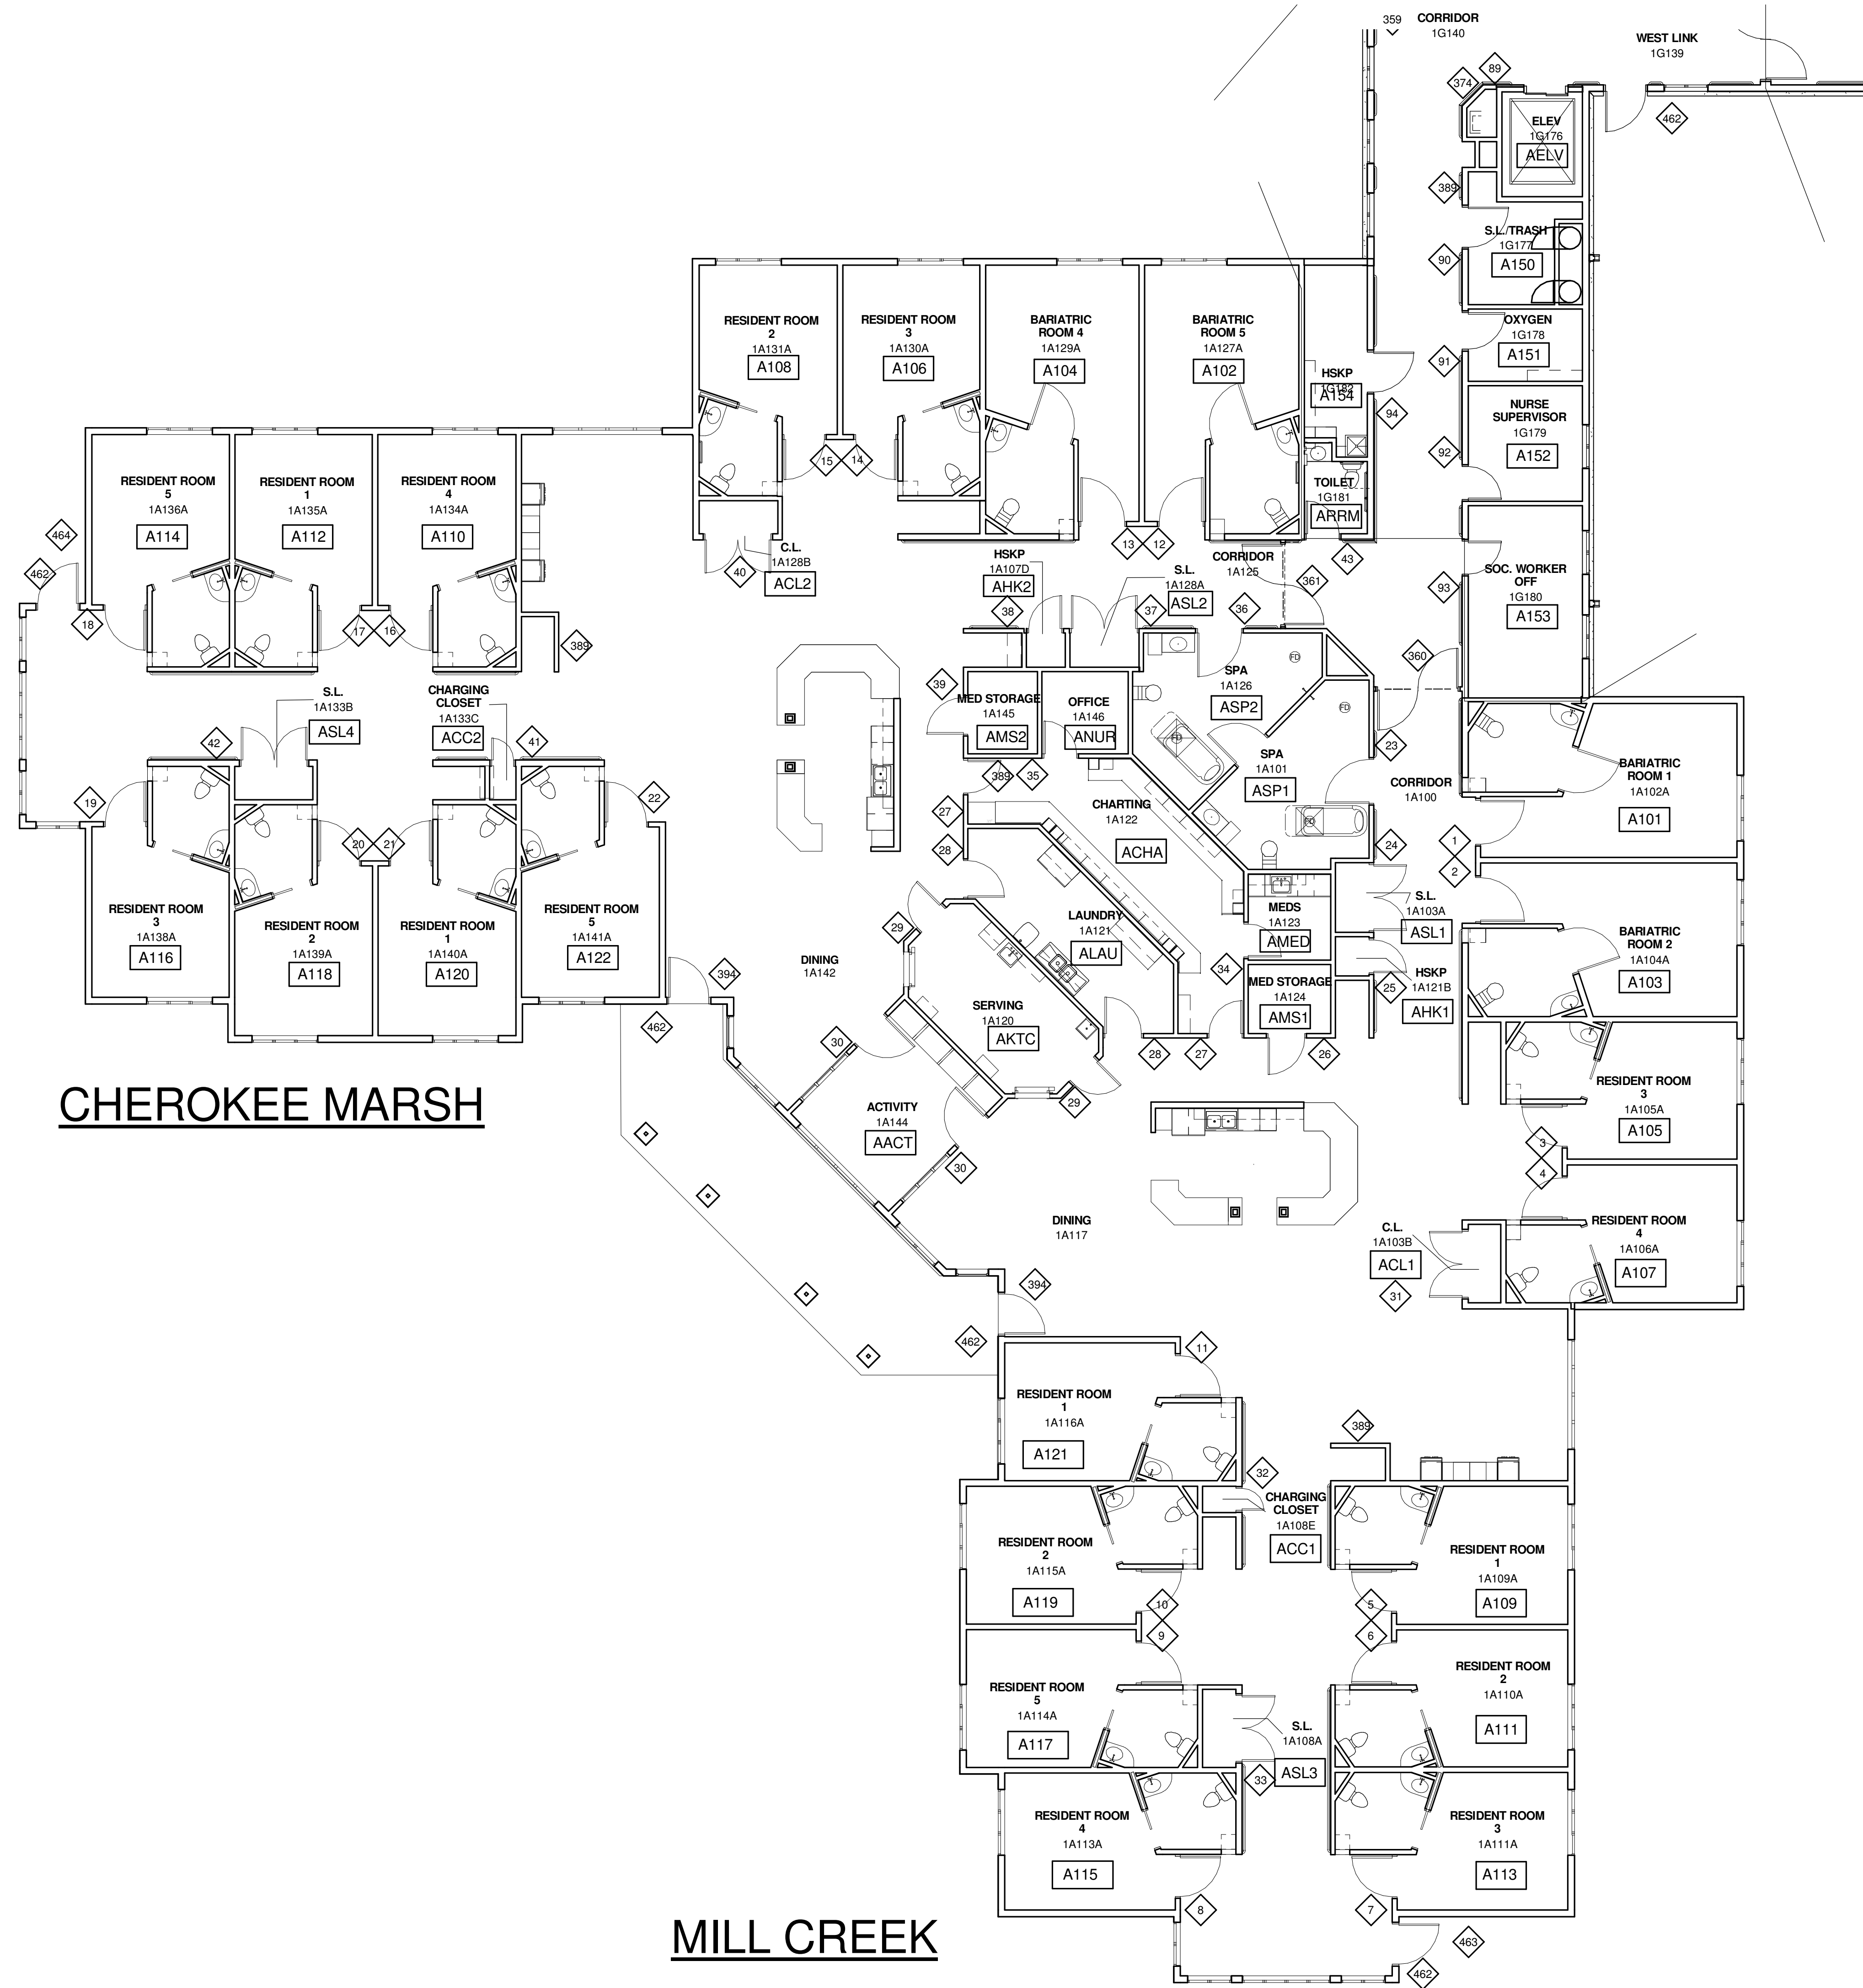 359
CORRIDOR
1G140
WEST LINK
1G139
374
89
462
ELEV
1G176
AELV
389
S.L./TRASH
1G177
A150
90
OXYGEN
1G178
A151
91
NURSE
SUPERVISOR
1G179
A152
92
SOC. WORKER
OFF
1G180
A153
93
RESIDENT ROOM
2
1A131A
A108
RESIDENT ROOM
3
1A130A
A106
BARIATRIC
ROOM 4
1A129A
A104
BARIATRIC
ROOM 5
1A127A
A102
HSKP
1G182
A154
94
TOILET
1G181
ARRM
43
15
14
13
12
RESIDENT ROOM
5
1A136A
A114
RESIDENT ROOM
1
1A135A
A112
RESIDENT ROOM
4
1A134A
A110
464
462
18
17
16
389
40
C.L.
1A128B
ACL2
HSKP
1A107D
AHK2
38
S.L.
1A128A
ASL2
37
CORRIDOR
1A125
36
361
360
S.L.
1A133B
ASL4
CHARGING
CLOSET
1A133C
ACC2
42
41
39
MED STORAGE
1A145
AMS2
OFFICE
1A146
ANUR
SPA
1A126
ASP2
FD
FD
FD
SPA
1A101
ASP1
FD
23
CORRIDOR
1A100
BARIATRIC
ROOM 1
1A102A
A101
389
35
27
28
CHARTING
1A122
ACHA
24
1
2
19
20
21
22
RESIDENT ROOM
3
1A138A
A116
RESIDENT ROOM
2
1A139A
A118
RESIDENT ROOM
1
1A140A
A120
RESIDENT ROOM
5
1A141A
A122
394
462
DINING
1A142
29
LAUNDRY
1A121
ALAU
MEDS
1A123
AMED
34
S.L.
1A103A
ASL1
HSKP
1A121B
AHK1
25
BARIATRIC
ROOM 2
1A104A
A103
SERVING
1A120
AKTC
MED STORAGE
1A124
AMS1
30
28
27
26
29
ACTIVITY
1A144
AACT
30
RESIDENT ROOM
3
1A105A
A105
3
4
CHEROKEE MARSH
DINING
1A117
C.L.
1A103B
ACL1
31
RESIDENT ROOM
4
1A106A
A107
394
462
11
RESIDENT ROOM
1
1A116A
A121
389
32
CHARGING
CLOSET
1A108E
ACC1
RESIDENT ROOM
2
1A115A
A119
RESIDENT ROOM
1
1A109A
A109
10
9
5
6
RESIDENT ROOM
5
1A114A
A117
RESIDENT ROOM
2
1A110A
A111
S.L.
1A108A
ASL3
33
RESIDENT ROOM
4
1A113A
A115
RESIDENT ROOM
3
1A111A
A113
8
7
463
462
MILL CREEK